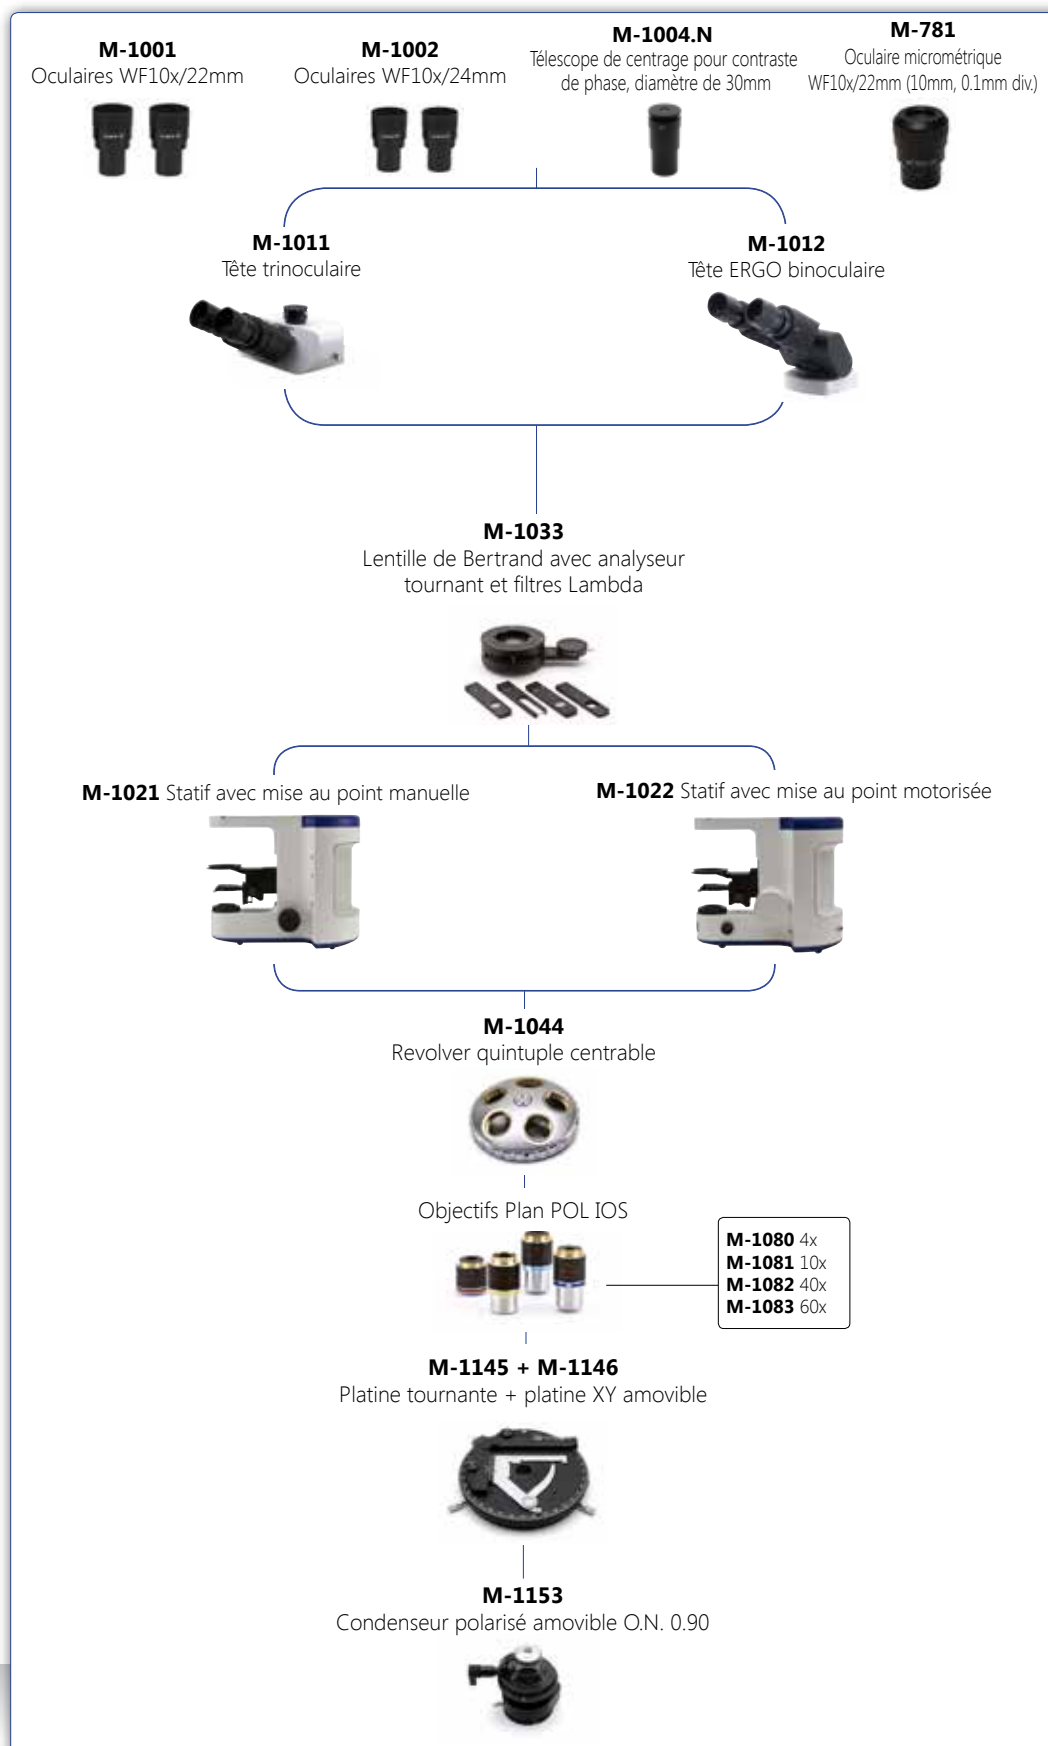 M-1001
Oculaires WF10x/22mm
M-1002
Oculaires WF10x/24mm
M-1004.N
Télescope de centrage pour contraste
de phase, diamètre de 30mm
M-781
Oculaire micrométrique
WF10x/22mm (10mm, 0.1mm div.)
M-1011
Tête trinoculaire
M-1012
Tête ERGO binoculaire
M-1033
Lentille de Bertrand avec analyseur
tournant et filtres Lambda
M-1021 Statif avec mise au point manuelle
M-1022 Statif avec mise au point motorisée
M-1044
Revolver quintuple centrable
Objectifs Plan POL IOS
M-1080 4x
M-1081 10x
M-1082 40x
M-1083 60x
M-1145 + M-1146
Platine tournante + platine XY amovible
M-1153
Condenseur polarisé amovible O.N. 0.90